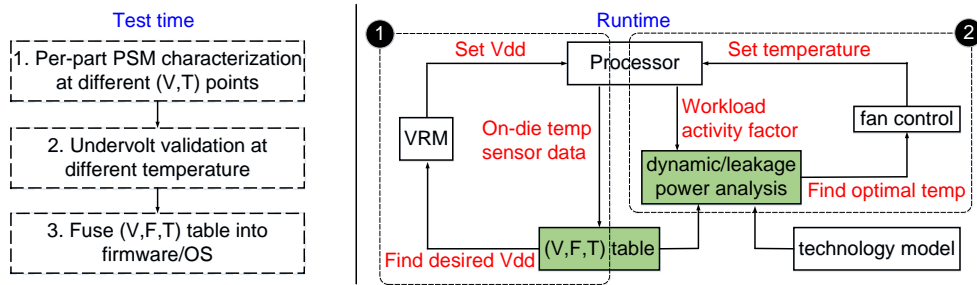 Test time
1. Per-part PSM characterization
at different (V,T) points
2. Undervolt validation at
different temperature
3. Fuse (V,F,T) table into
firmware/OS
Runtime
1
2
Set Vdd
Processor
Set temperature
VRM
On-die temp
sensor data
Workload
activity factor
fan control
dynamic/leakage
power analysis
Find optimal temp
Find desired Vdd
(V,F,T) table
technology model